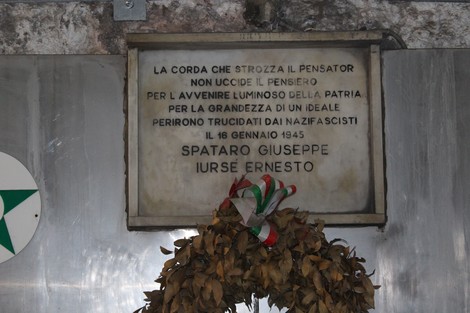 LA CORDA CHE STROZZA IL PENSATOR
NON UCCIDE IL PENSIERO
PER L'AVVENIRE LUMINOSO DELLA PATRIA
PER LA GRANDEZZA DI UN IDEALE
PERIRONO TRUCIDATI DAI NAZIFASCISTI
IL 18 GENNAIO 1945
SPATARO GIUSEPPE
IURSE ERNESTO